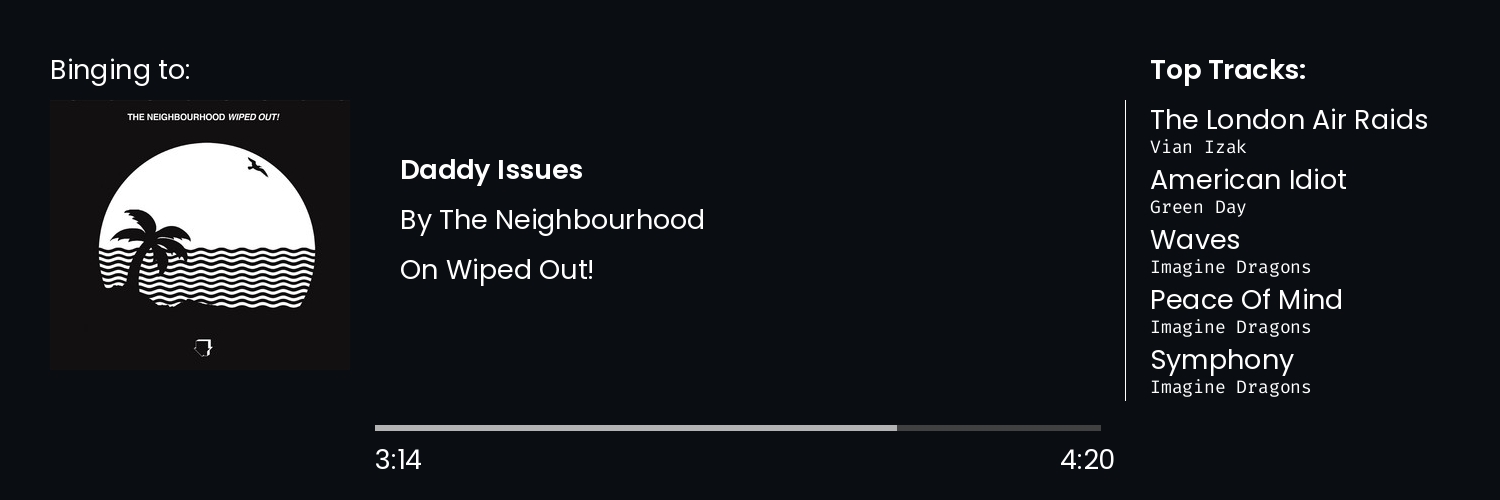 Binging to:
THE NEIGHBOURHOOD WIPED OUT!
Daddy Issues
By The Neighbourhood
On Wiped Out!
3:14
4:20
Top Tracks:
The London Air Raids
Vian Izak
American Idiot
Green Day
Waves
Imagine Dragons
Peace Of Mind
Imagine Dragons
Symphony
Imagine Dragons